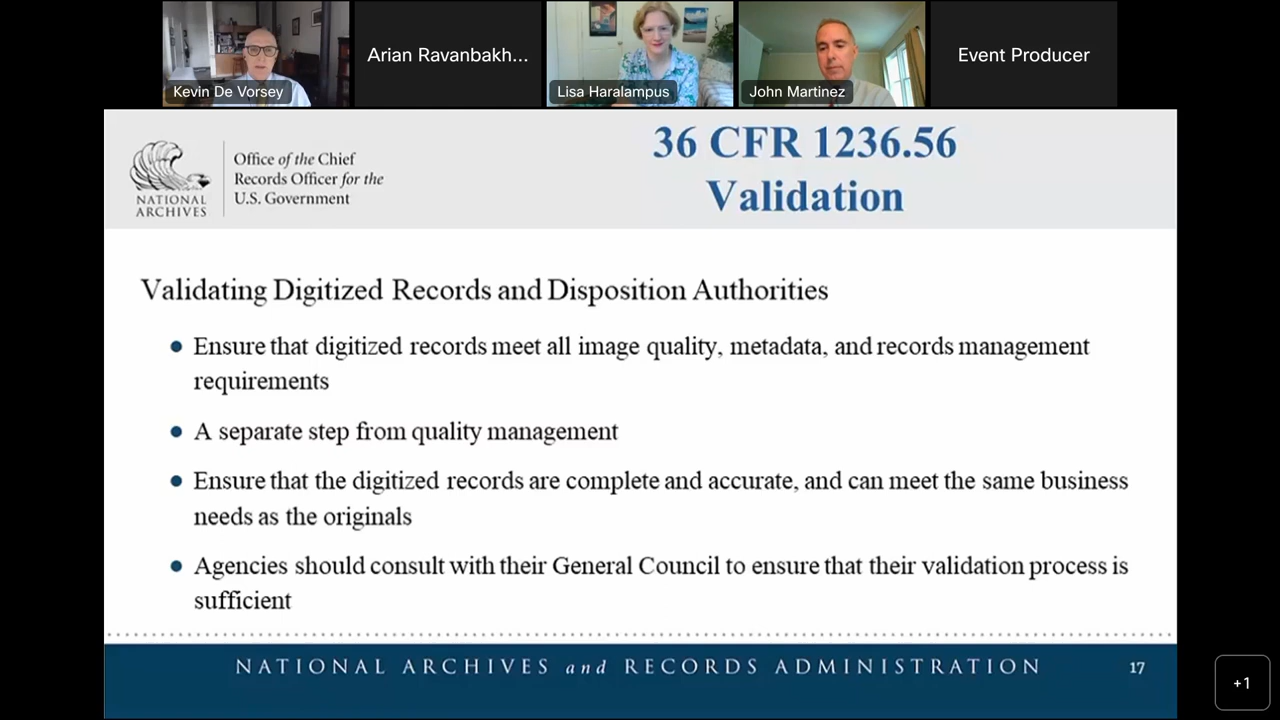 Kevin De Vorsey
Arian Ravanbakh...
Lisa Haralampus
John Martinez
Event Producer
NATIONAL
ARCHIVES
Office of the Chief
Records Officer for the
U.S. Government
36 CFR 1236.56
Validation
Validating Digitized Records and Disposition Authorities
● Ensure that digitized records meet all image quality, metadata, and records management
requirements
● A separate step from quality management
● Ensure that the digitized records are complete and accurate, and can meet the same business
needs as the originals
● Agencies should consult with their General Council to ensure that their validation process is
sufficient
NATIONAL ARCHIVES and RECORDS ADMINISTRATION
17
+1